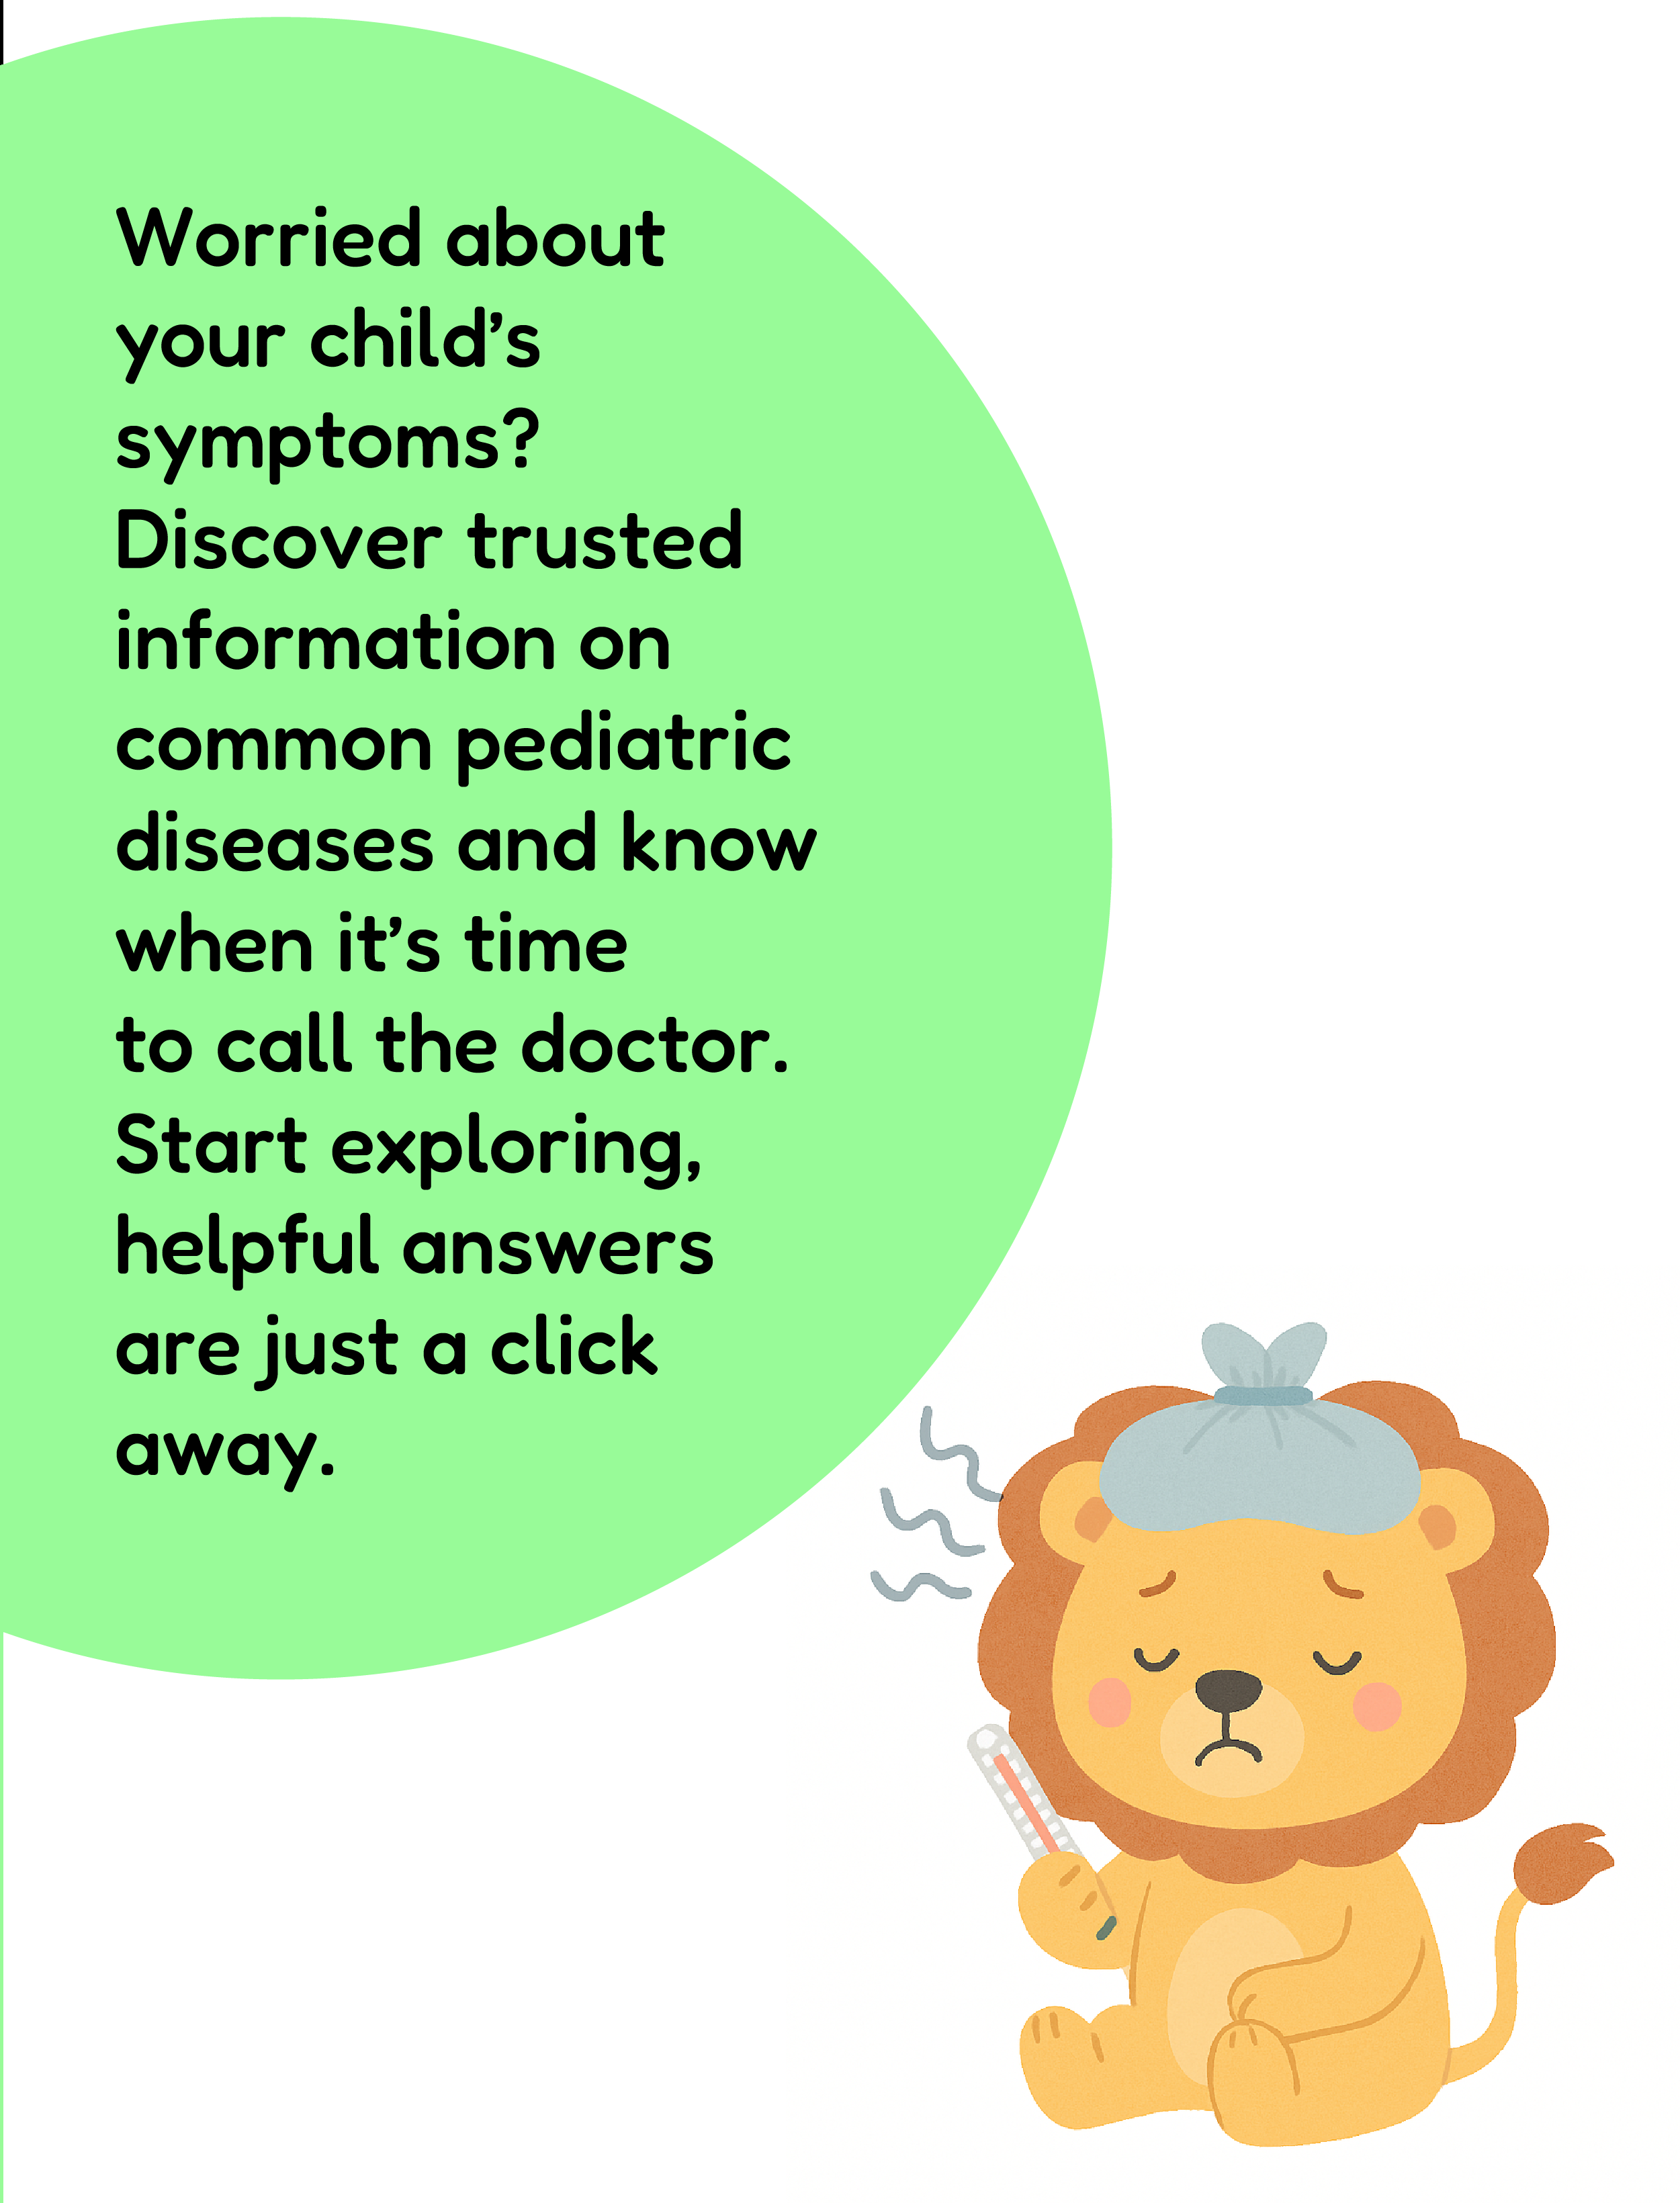 Worried about
your child’s
symptoms?
Discover trusted
information on
common pediatric
diseases and know
when it’s time
to call the doctor.
Start exploring,
helpful answers
are just a click
away.